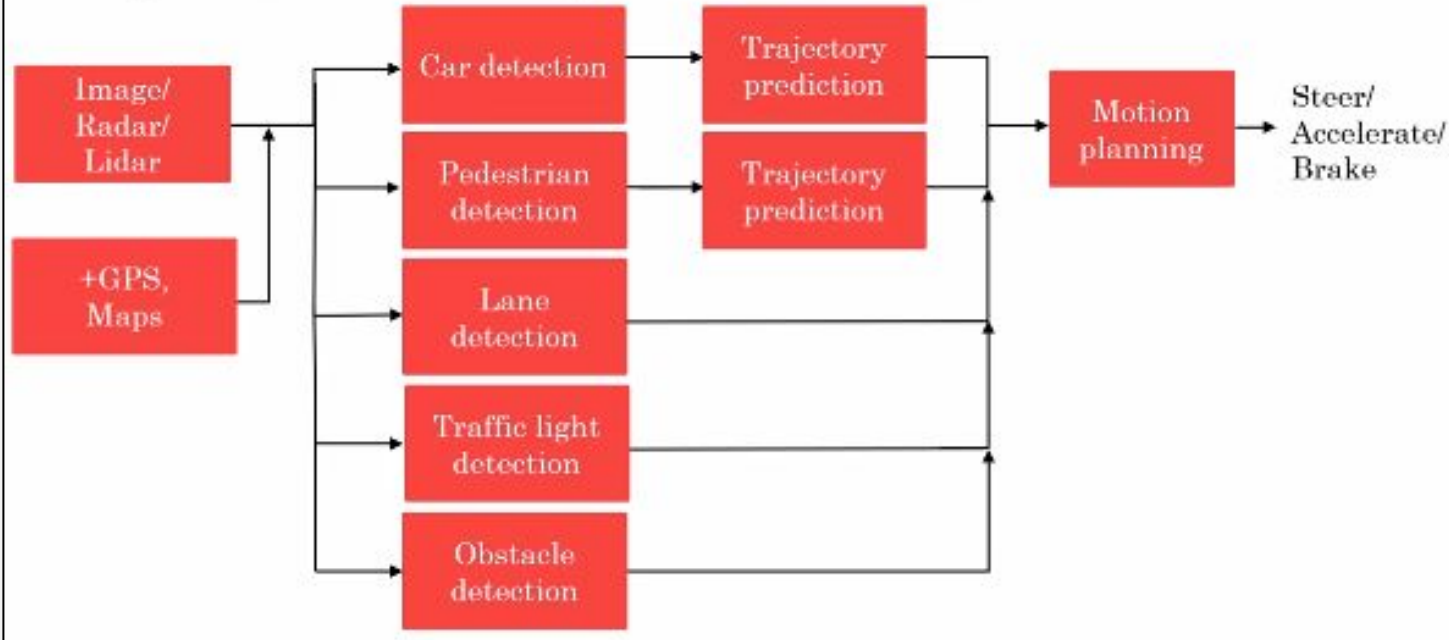 Image/
Radar/
Lidar
+GPS,
Maps
Car detection
Trajectory
prediction
Pedestrian
detection
Trajectory
prediction
Lane
detection
Traffic light
detection
Obstacle
detection
Motion
planning
Steer/
Accelerate/
Brake